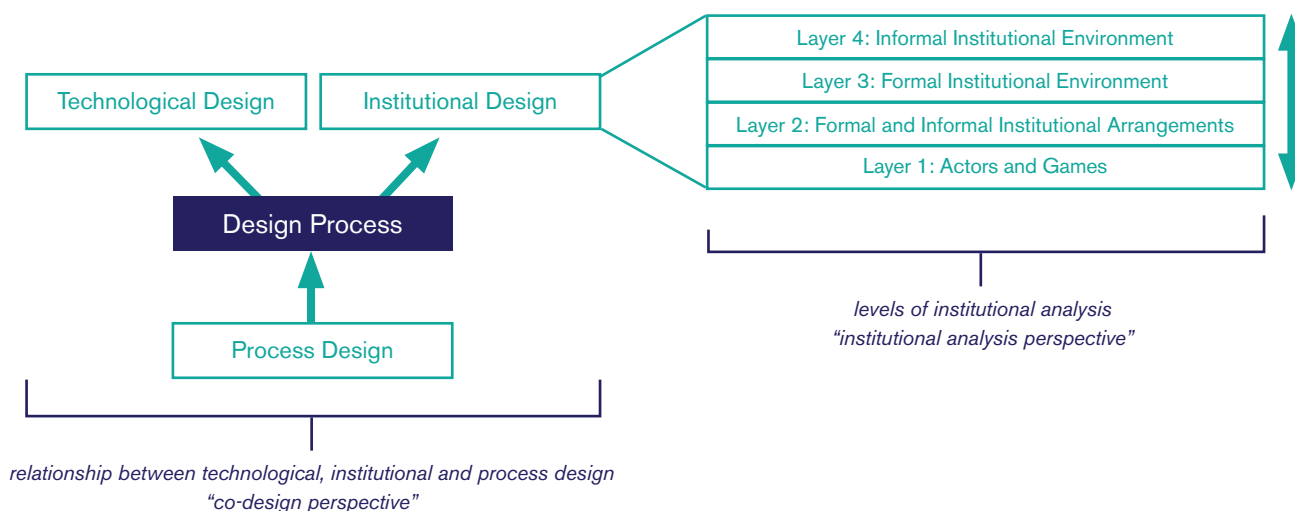 Technological Design
Institutional Design
Design Process
Process Design
relationship between technological, institutional and process design
“co-design perspective”
Layer 4: Informal Institutional Environment
Layer 3: Formal Institutional Environment
Layer 2: Formal and Informal Institutional Arrangements
Layer 1: Actors and Games
levels of institutional analysis
“institutional analysis perspective”